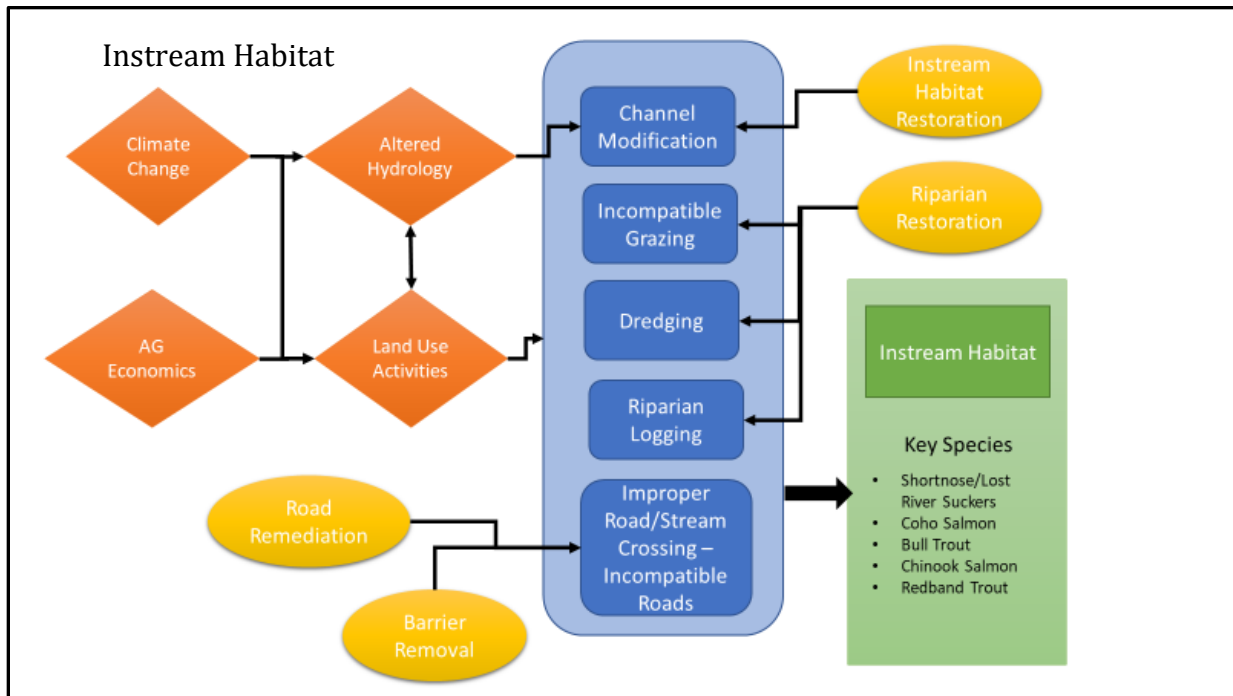 Instream Habitat
Climate
Change
Altered
Hydrology
AG
Economics
Land Use
Activities
Channel
Modification
Incompatible
Grazing
Dredging
Riparian
Logging
Improper
Road/Stream
Crossing –
Incompatible
Roads
Road
Remediation
Barrier
Removal
Instream
Habitat
Restoration
Riparian
Restoration
Instream Habitat
Key Species
• Shortnose/Lost
River Suckers
• Coho Salmon
• Bull Trout
• Chinook Salmon
• Redband Trout